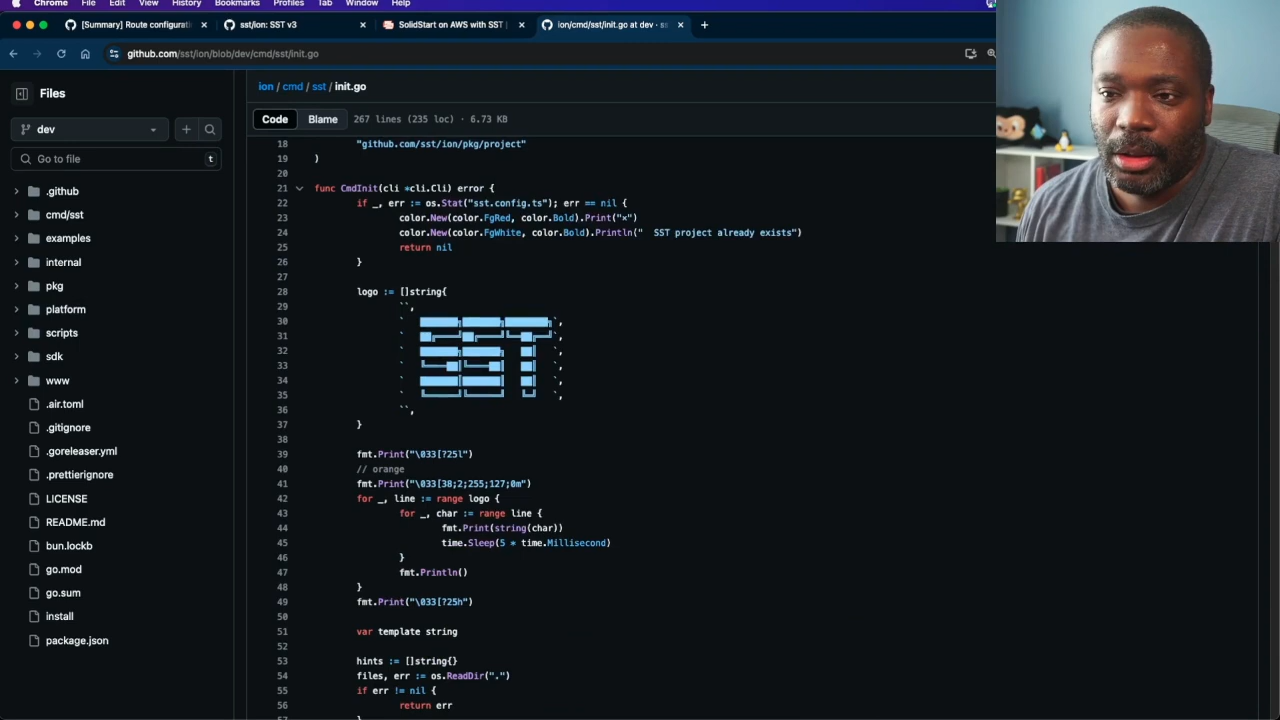 Chrome File Edit View History Bookmarks Profiles Tab Window Help
[Summary] Route configurati
sst/ion: SST v3
SolidStart on AWS with SST |
ion/cmd/sst/init.go at dev · ss
github.com/sst/ion/blob/dev/cmd/sst/init.go
Files
dev
Go to file
t
.github
cmd/sst
examples
internal
pkg
platform
scripts
sdk
www
.air.toml
.gitignore
.goreleaser.yml
.prettierignore
LICENSE
README.md
bun.lockb
go.mod
go.sum
install
package.json
ion / cmd / sst / init.go
Code Blame 267 lines (235 loc) · 6.73 KB
18 "github.com/sst/ion/pkg/project"
19 )
20
21 func CmdInit(cli *cli.Cli) error {
22 if _, err := os.Stat("sst.config.ts"); err == nil {
23 color.New(color.FgRed, color.Bold).Print("×")
24 color.New(color.FgWhite, color.Bold).Println("  SST project already exists")
25 return nil
26 }
27
28 logo := []string{
29 ``,
30 `   ███████╗███████╗████████╗`,
31 `   ██╔════╝██╔════╝╚══██╔══╝`,
32 `   ███████╗███████╗   ██║   `,
33 `   ╚════██║╚════██║   ██║   `,
34 `   ███████║███████║   ██║   `,
35 `   ╚══════╝╚══════╝   ╚═╝   `,
36 ``,
37 }
38
39 fmt.Print("\033[?25l")
40 // orange
41 fmt.Print("\033[38;2;255;127;0m")
42 for _, line := range logo {
43 for _, char := range line {
44 fmt.Print(string(char))
45 time.Sleep(5 * time.Millisecond)
46 }
47 fmt.Println()
48 }
49 fmt.Print("\033[?25h")
50
51 var template string
52
53 hints := []string{}
54 files, err := os.ReadDir(".")
55 if err != nil {
56 return err
57 }